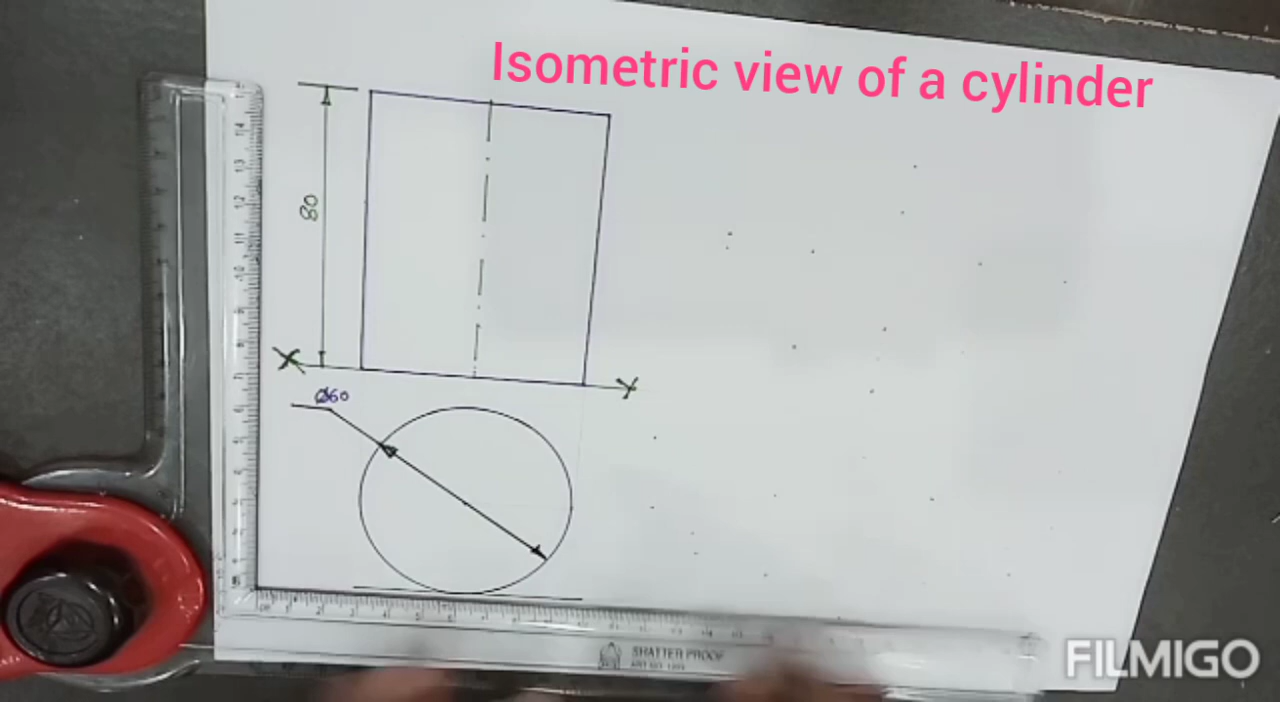 Isometric view of a cylinder
80
X
Y
Ø60
SHATTER PROOF
FILMIGO